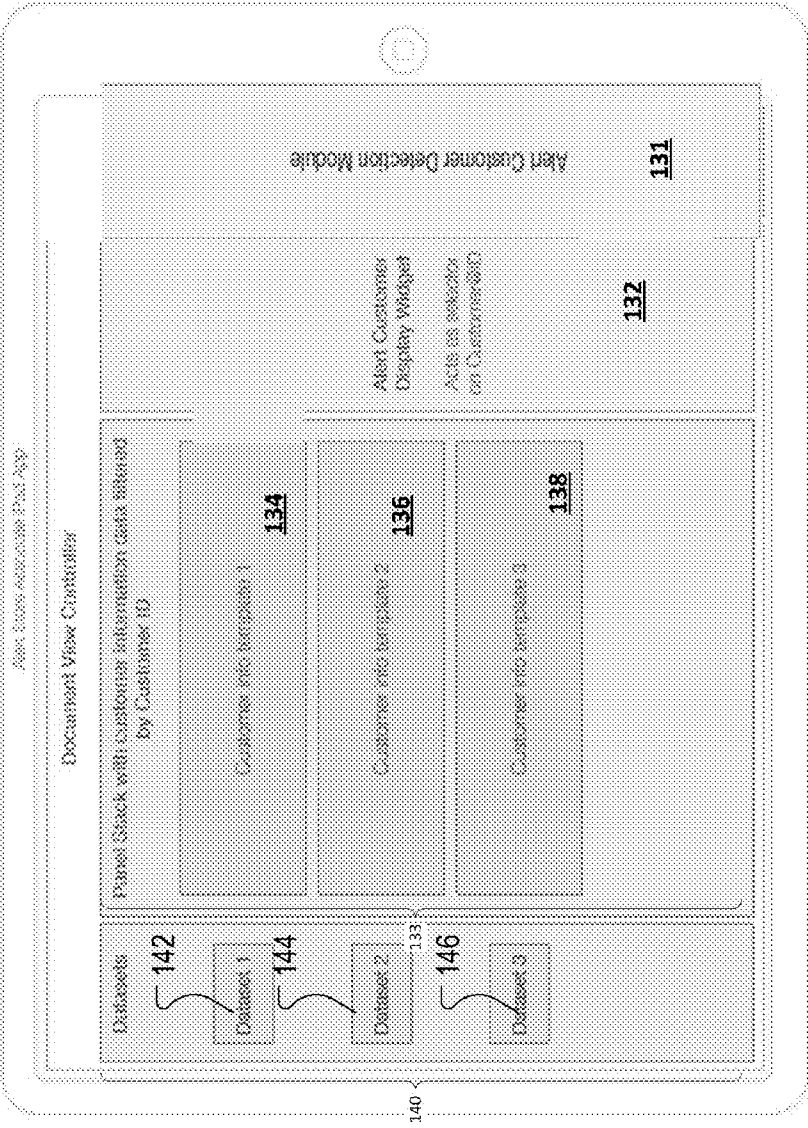 Alert Store Associate iPad App
Document View Controller
Datasets
142
Dataset 1
144
Dataset 2
146
Dataset 3
140
Panel Stack with customer information data filtered
by Customer ID
Customer info template 1
134
Customer info template 2
136
Customer info template 3
138
133
Alert Customer
Display Widget
Acts as selector
on Customer@ID
132
Alert Customer Detection Module
131